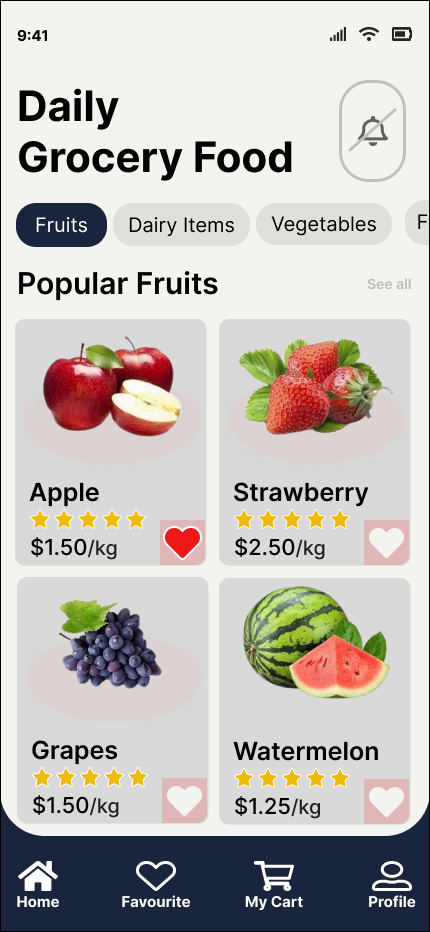 9:41
Daily
Grocery Food
Fruits Dairy Items Vegetables F
Popular Fruits See all
Apple Strawberry
$1.50/kg $2.50/kg
Grapes Watermelon
$1.50/kg $1.25/kg
Home Favourite My Cart Profile